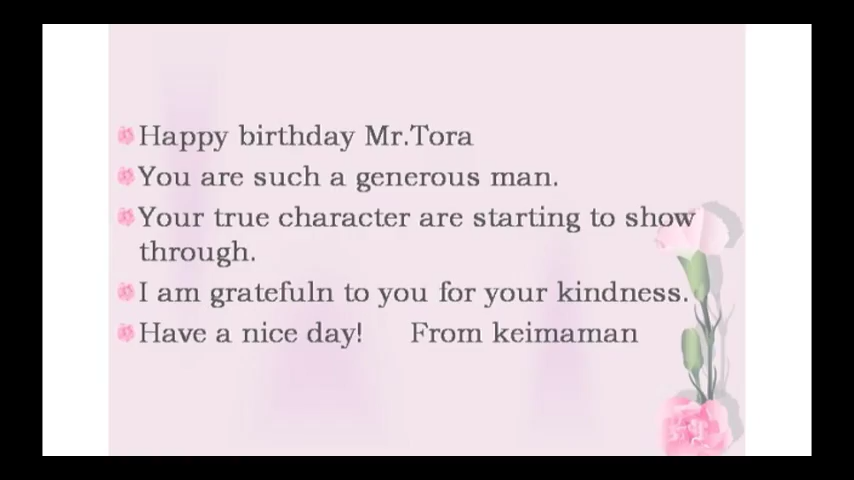 Happy birthday Mr.Tora
You are such a generous man.
Your true character are starting to show
through.
I am gratefuln to you for your kindness.
Have a nice day! From keimaman